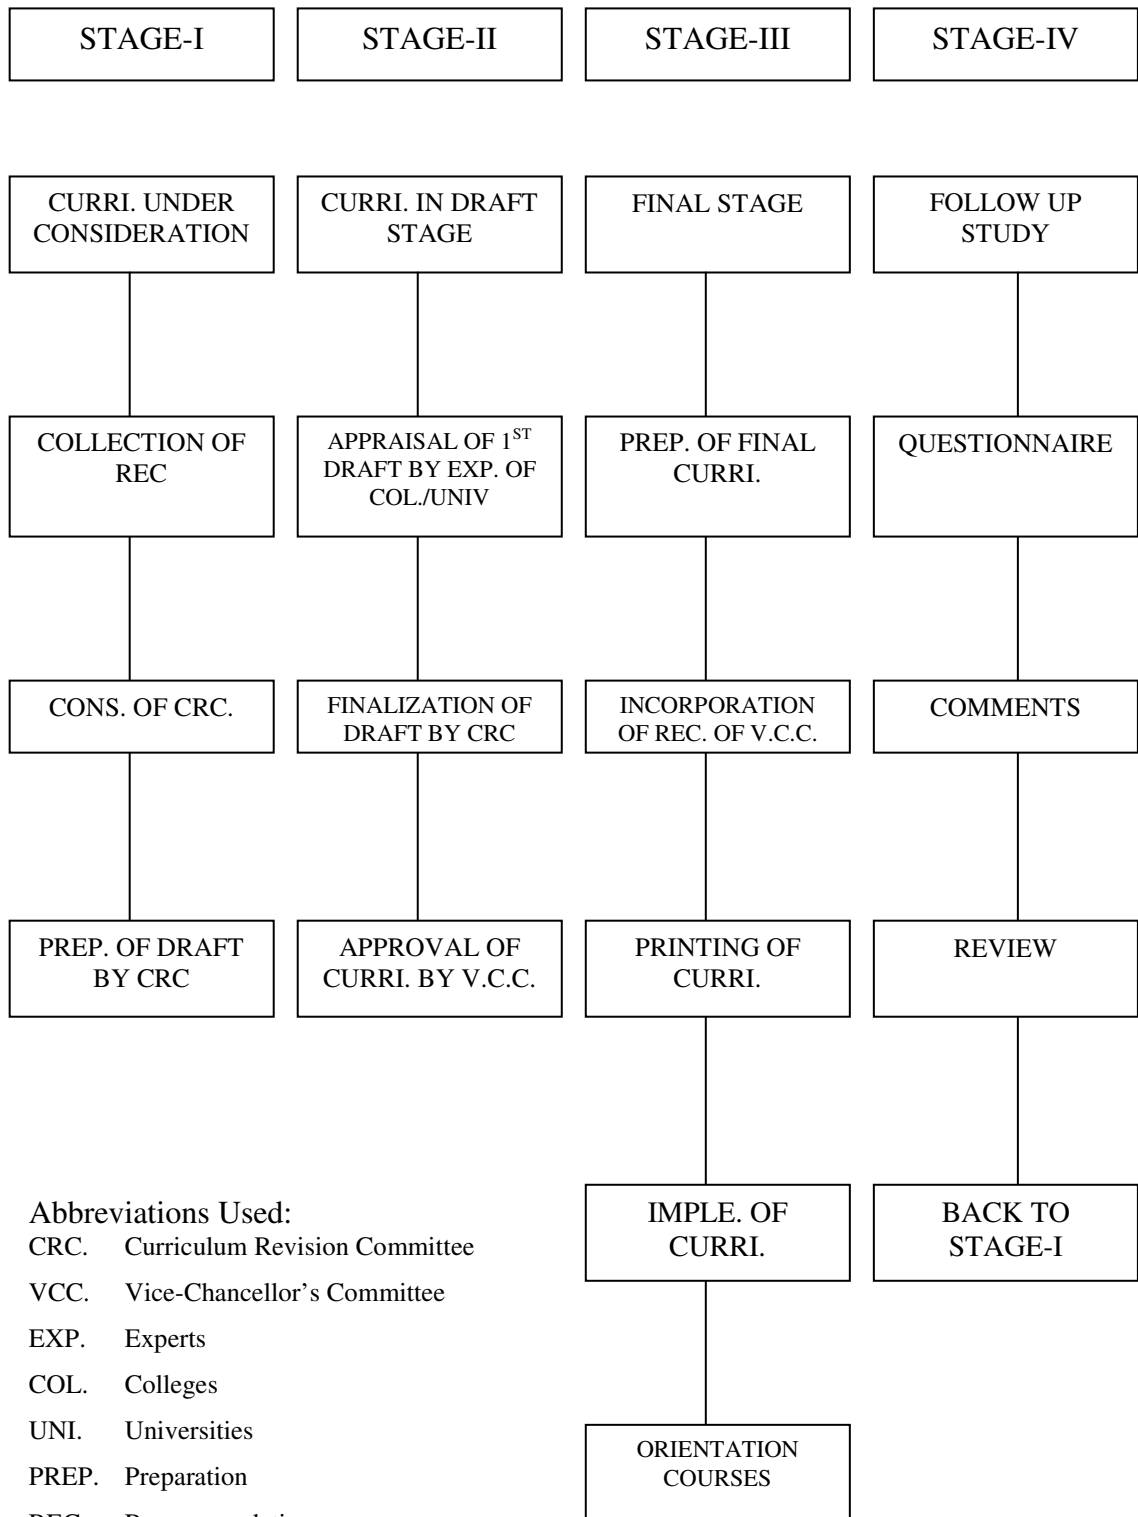 STAGE-I
STAGE-II
STAGE-III
STAGE-IV
CURRI. UNDER
CONSIDERATION
CURRI. IN DRAFT
STAGE
FINAL STAGE
FOLLOW UP
STUDY
COLLECTION OF
REC
APPRAISAL OF 1ST
DRAFT BY EXP. OF
COL./UNIV
PREP. OF FINAL
CURRI.
QUESTIONNAIRE
CONS. OF CRC.
FINALIZATION OF
DRAFT BY CRC
INCORPORATION
OF REC. OF V.C.C.
COMMENTS
PREP. OF DRAFT
BY CRC
APPROVAL OF
CURRI. BY V.C.C.
PRINTING OF
CURRI.
REVIEW
IMPLE. OF
CURRI.
BACK TO
STAGE-I
ORIENTATION
COURSES
Abbreviations Used:
CRC. Curriculum Revision Committee
VCC. Vice-Chancellor's Committee
EXP. Experts
COL. Colleges
UNI. Universities
PREP. Preparation